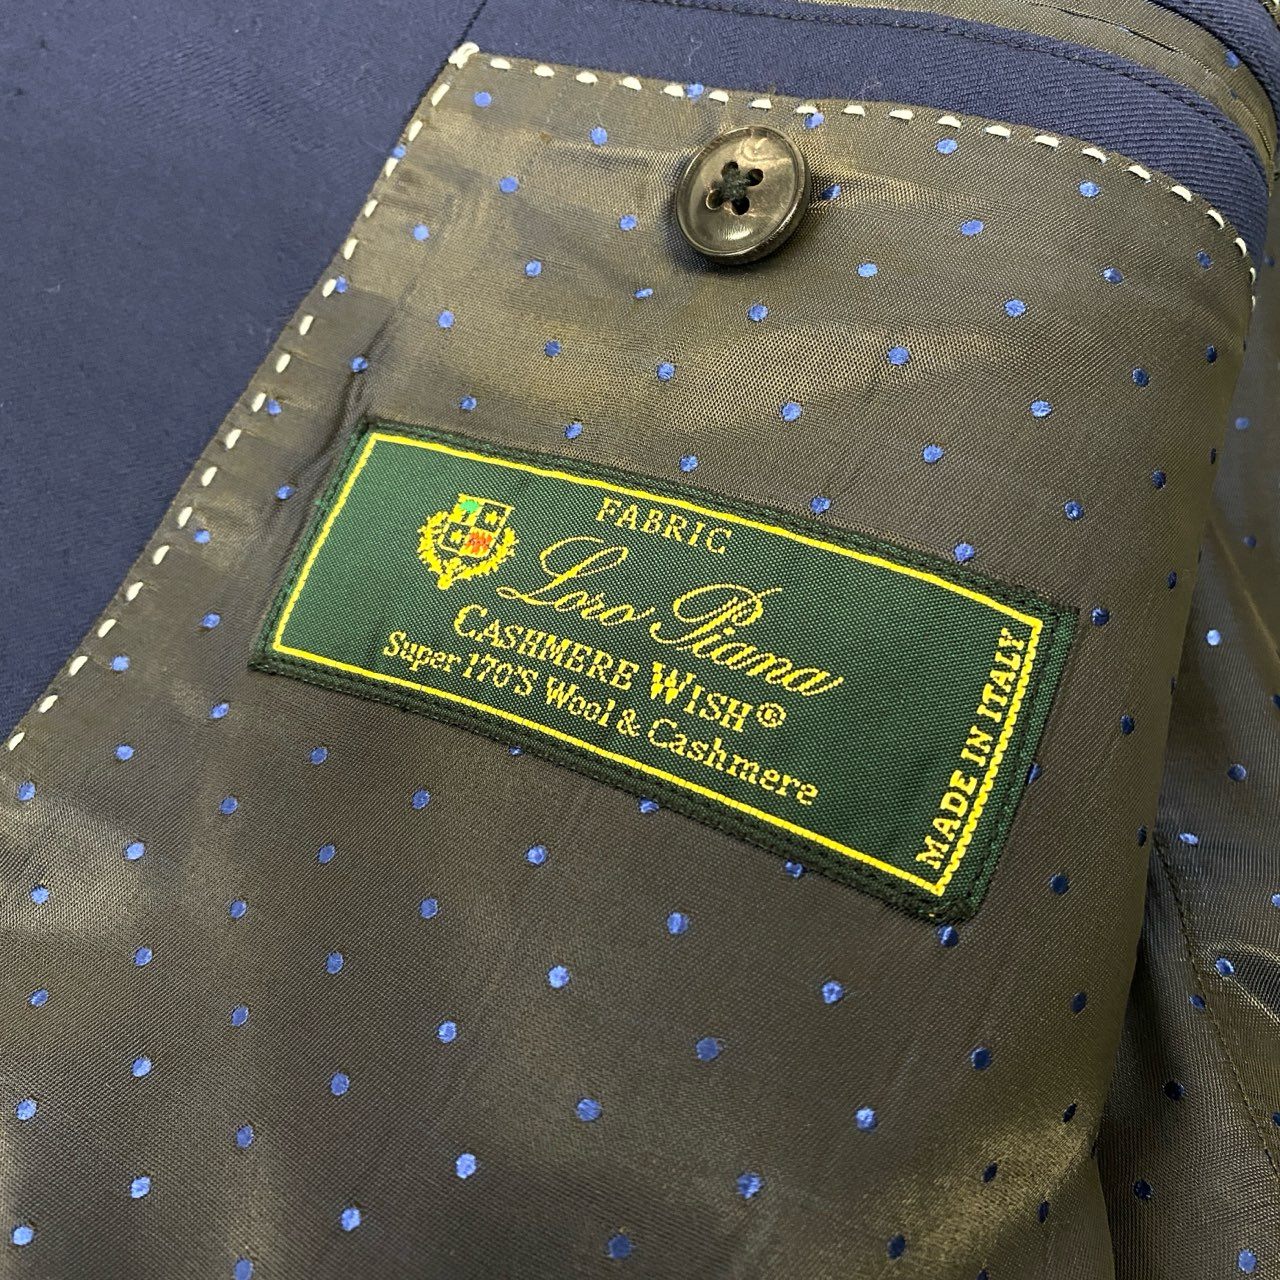 FABRIC
Loro Piana
CASHMERE WISH®
Super 170'S Wool & Cashmere
MADE IN ITALY